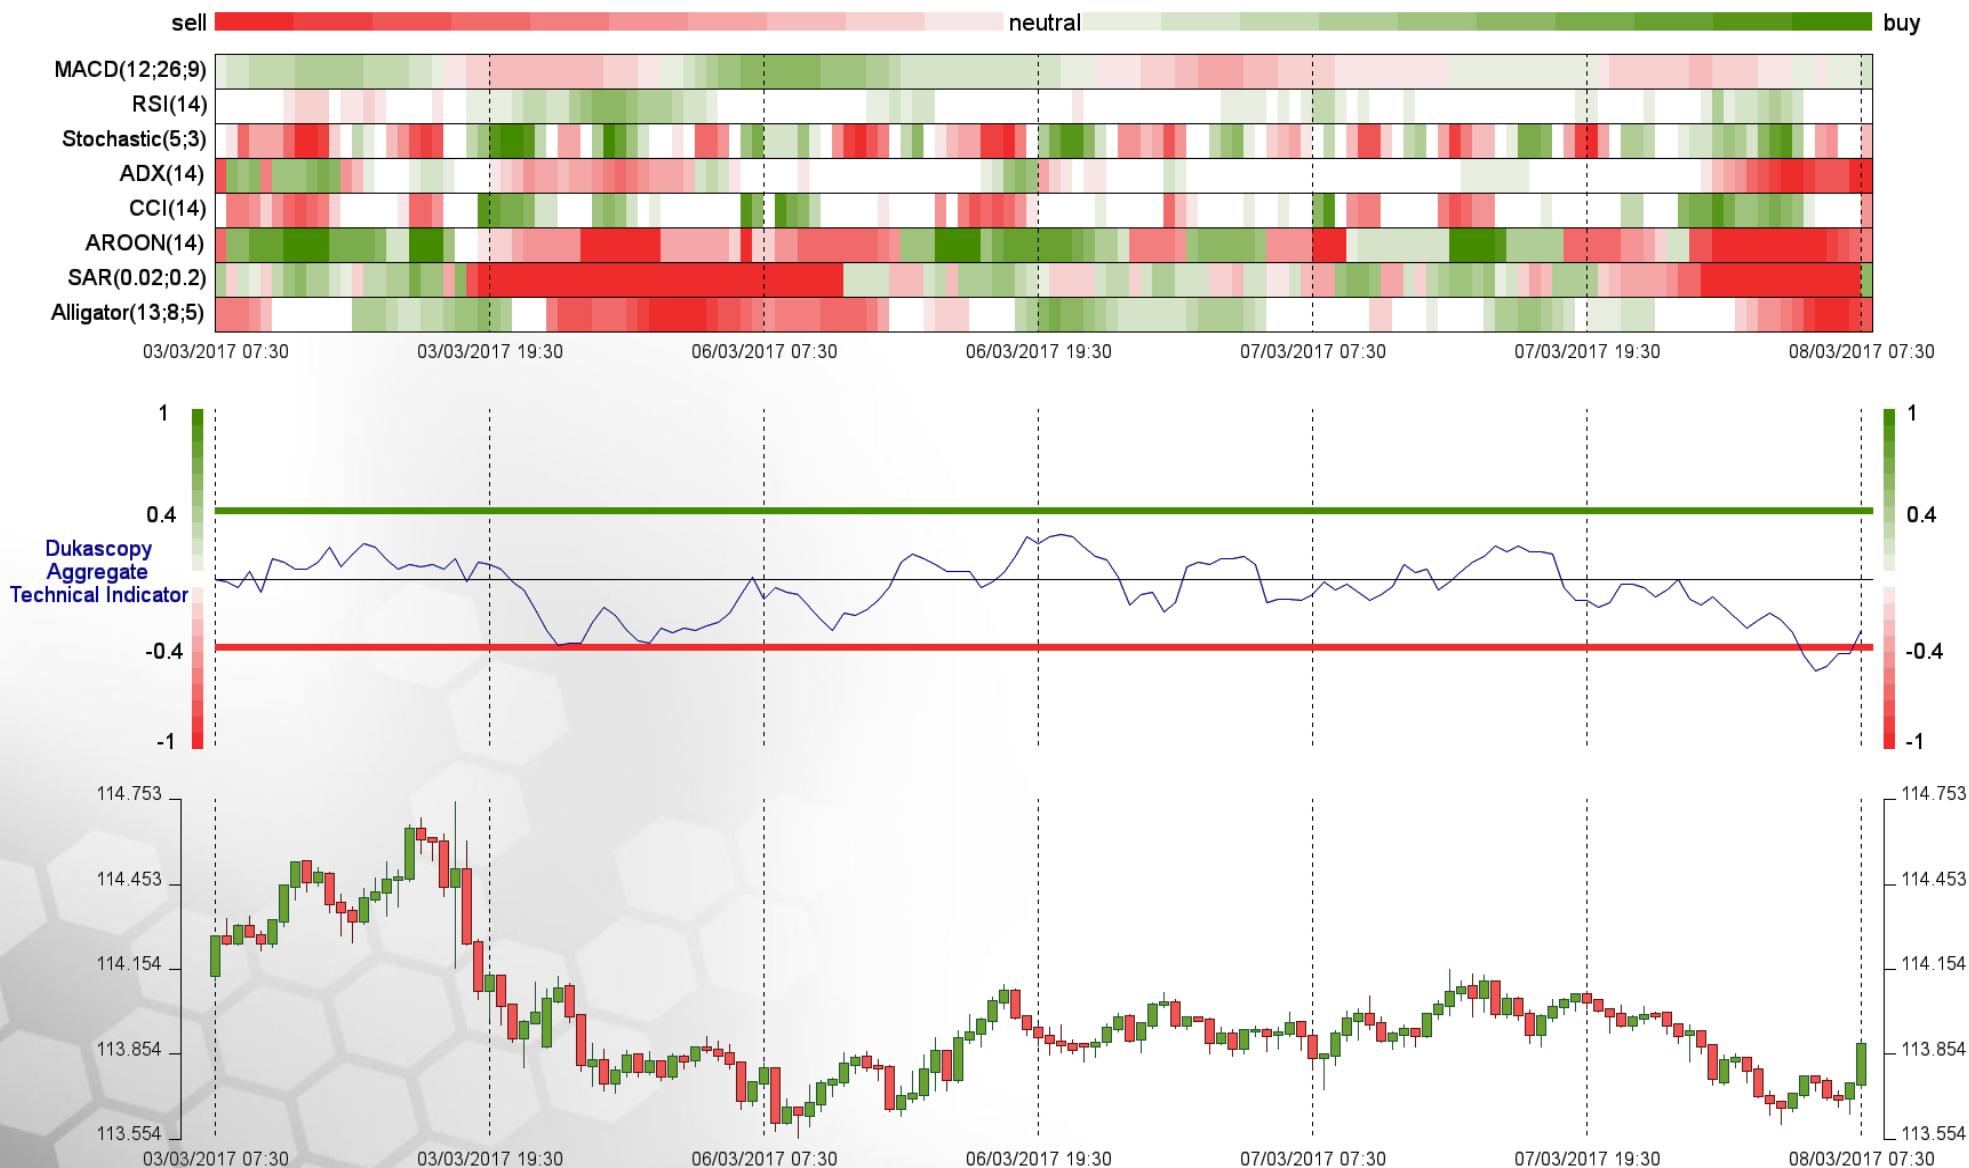 sell neutral buy
MACD(12;26;9)
RSI(14)
Stochastic(5;3)
ADX(14)
CCI(14)
AROON(14)
SAR(0.02;0.2)
Alligator(13;8;5)
03/03/2017 07:30 03/03/2017 19:30 06/03/2017 07:30 06/03/2017 19:30 07/03/2017 07:30 07/03/2017 19:30 08/03/2017 07:30
1 1
0.4 0.4
Dukascopy
Aggregate
Technical Indicator
-0.4 -0.4
-1 -1
114.753 114.753
114.453 114.453
114.154 114.154
113.854 113.854
113.554 113.554
03/03/2017 07:30 03/03/2017 19:30 06/03/2017 07:30 06/03/2017 19:30 07/03/2017 07:30 07/03/2017 19:30 08/03/2017 07:30